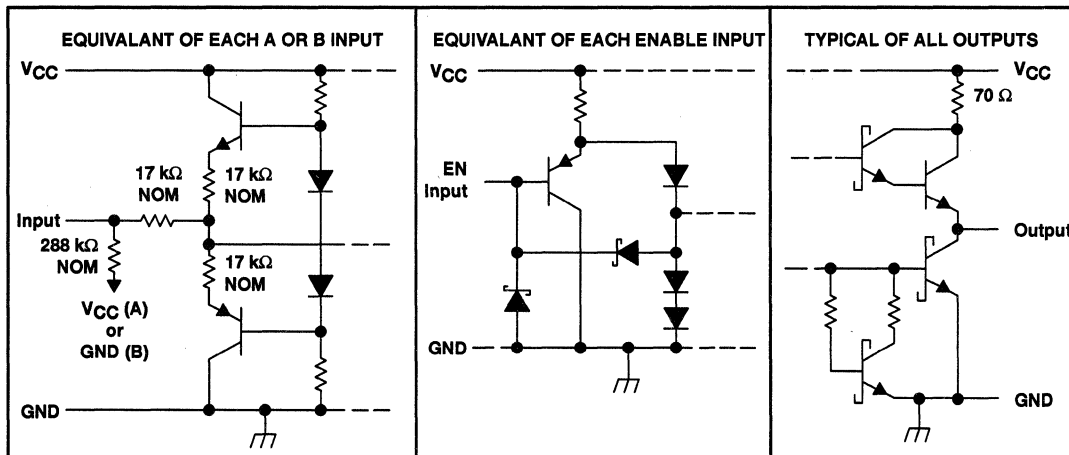 EQUIVALANT OF EACH A OR B INPUT
VCC
17 kΩ
NOM
17 kΩ
NOM
Input
288 kΩ
NOM
17 kΩ
NOM
VCC (A)
or
GND (B)
GND
EQUIVALANT OF EACH ENABLE INPUT
VCC
EN
Input
GND
TYPICAL OF ALL OUTPUTS
VCC
70 Ω
Output
GND